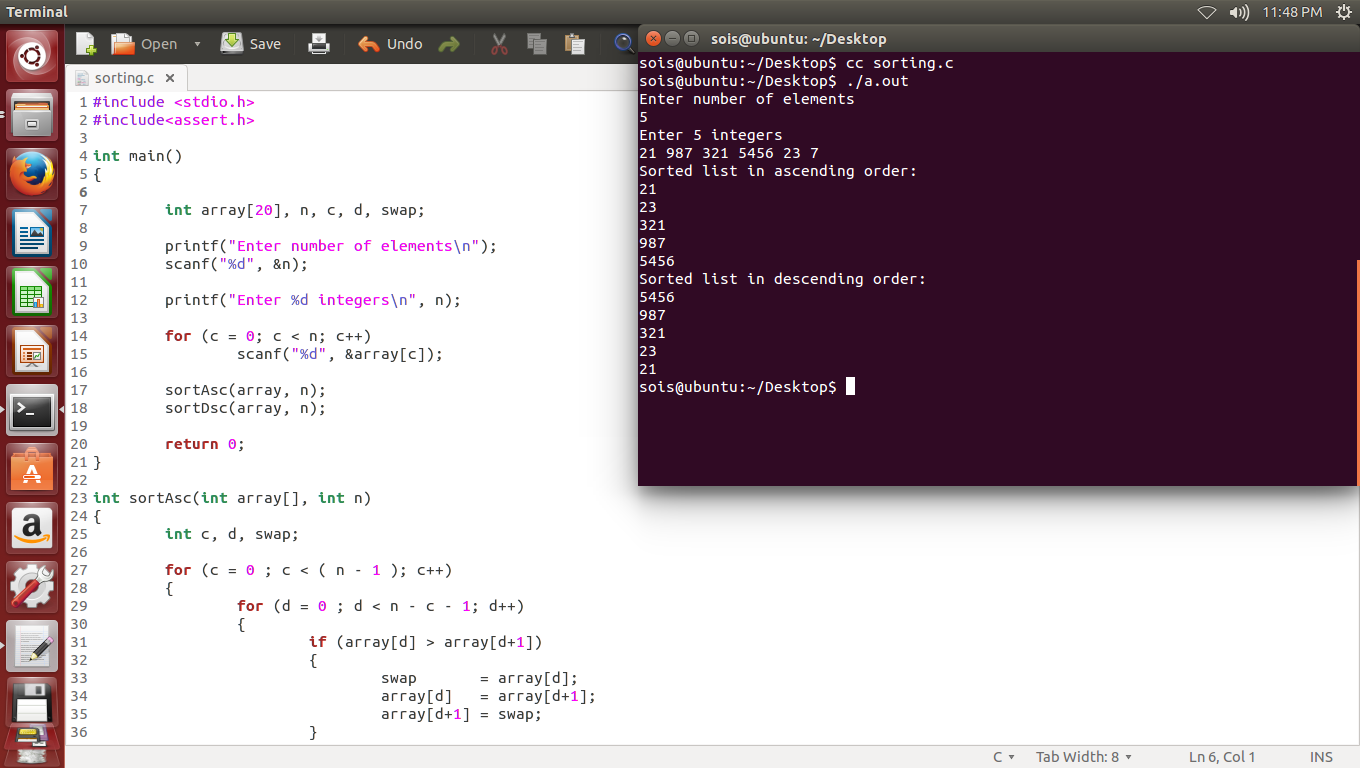 Terminal
11:48 PM
Open
Save
Undo
sorting.c
1 #include <stdio.h>
2 #include<assert.h>
3
4 int main()
5 {
6
7 int array[20], n, c, d, swap;
8
9 printf("Enter number of elements\n");
10 scanf("%d", &n);
11
12 printf("Enter %d integers\n", n);
13
14 for (c = 0; c < n; c++)
15 scanf("%d", &array[c]);
16
17 sortAsc(array, n);
18 sortDsc(array, n);
19
20 return 0;
21 }
22
23 int sortAsc(int array[], int n)
24 {
25 int c, d, swap;
26
27 for (c = 0 ; c < ( n - 1 ); c++)
28 {
29 for (d = 0 ; d < n - c - 1; d++)
30 {
31 if (array[d] > array[d+1])
32 {
33 swap = array[d];
34 array[d] = array[d+1];
35 array[d+1] = swap;
36 }
sois@ubuntu: ~/Desktop
sois@ubuntu:~/Desktop$ cc sorting.c
sois@ubuntu:~/Desktop$ ./a.out
Enter number of elements
5
Enter 5 integers
21 987 321 5456 23 7
Sorted list in ascending order:
21
23
321
987
5456
Sorted list in descending order:
5456
987
321
23
21
sois@ubuntu:~/Desktop$
C
Tab Width: 8
Ln 6, Col 1
INS